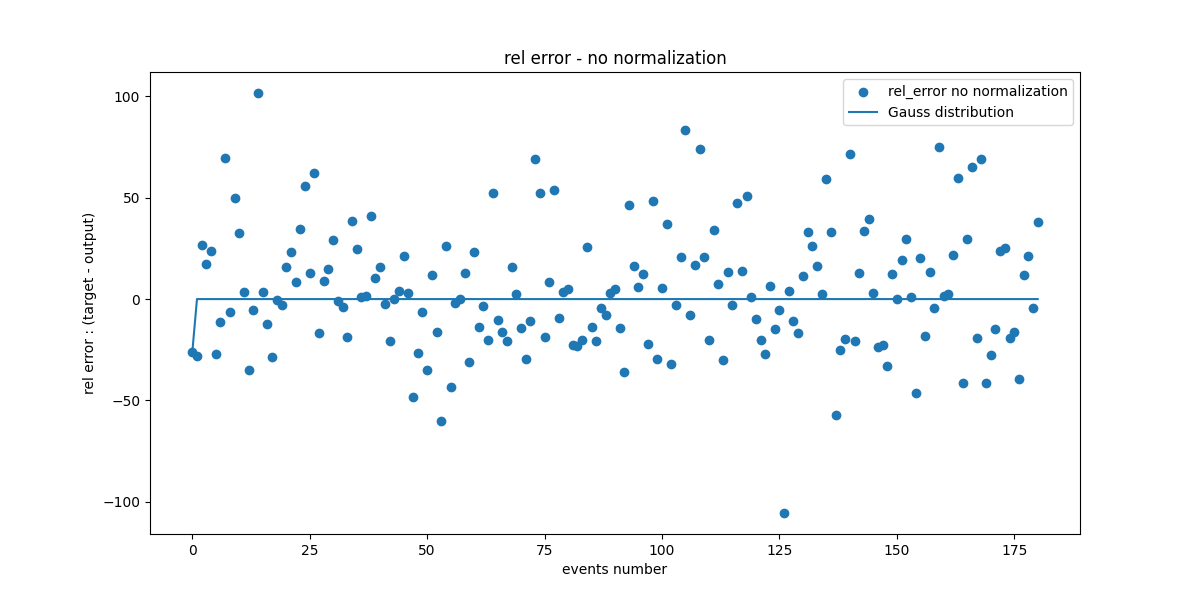 rel error - no normalization
rel_error no normalization
Gauss distribution
rel error : (target - output)
100
50
0
−50
−100
0 25 50 75 100 125 150 175
events number